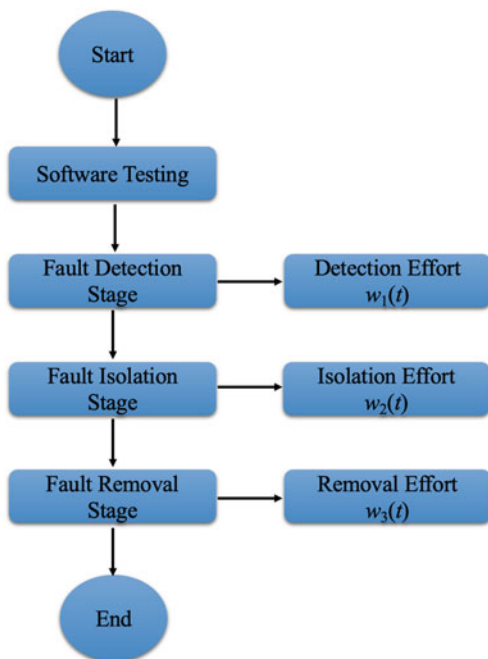 Start
Software Testing
Fault Detection
Stage
Detection Effort
w₁(t)
Fault Isolation
Stage
Isolation Effort
w₂(t)
Fault Removal
Stage
Removal Effort
w₃(t)
End